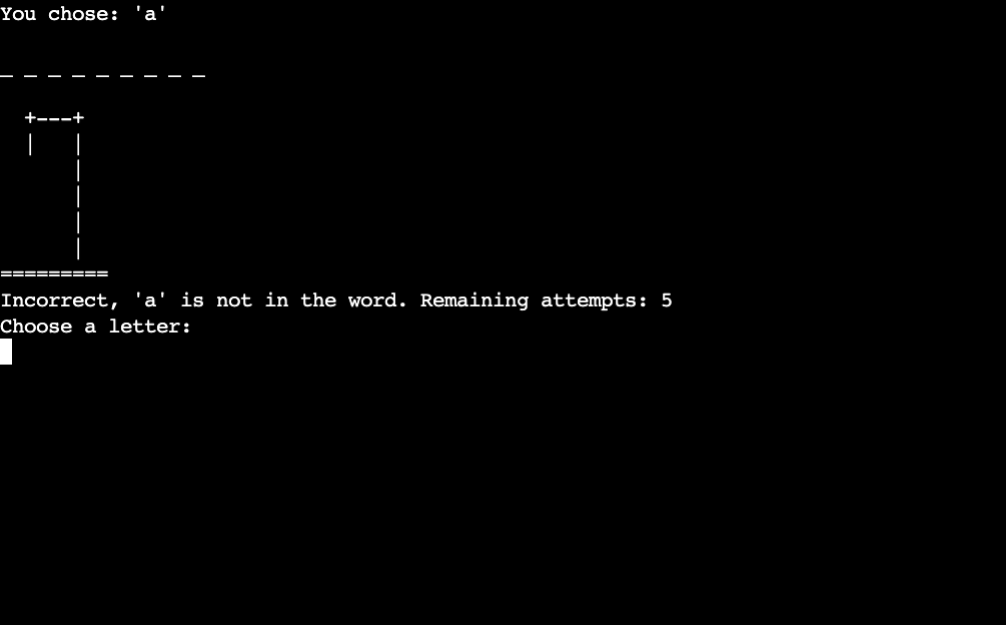 You chose: 'a'
_ _ _ _ _ _ _ _ _
  +---+
  |   |
      |
      |
      |
      |
=========
Incorrect, 'a' is not in the word. Remaining attempts: 5
Choose a letter: